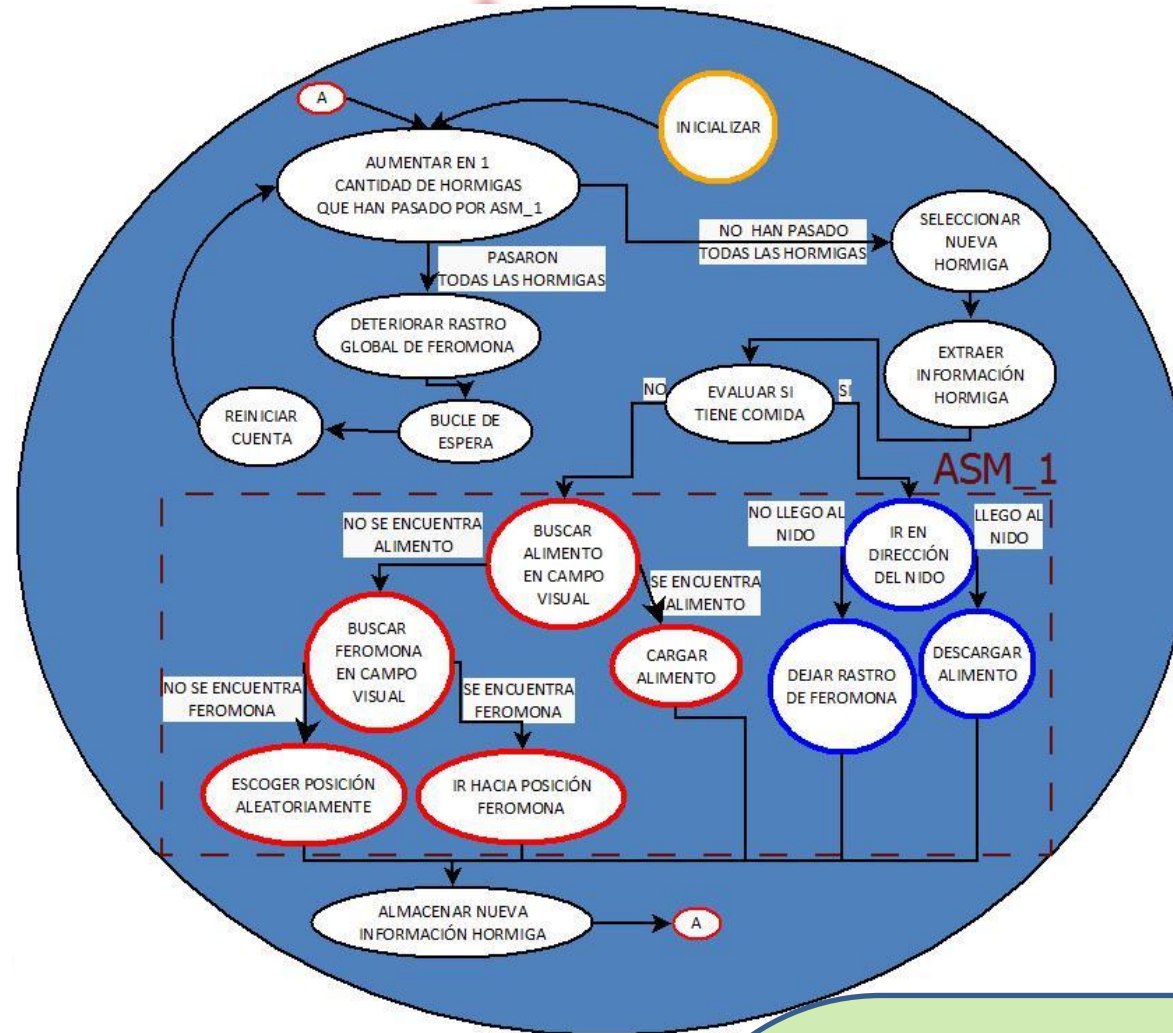 A
INICIALIZAR
AUMENTAR EN 1
CANTIDAD DE HORMIGAS
QUE HAN PASADO POR ASM_1
NO HAN PASADO
TODAS LAS HORMIGAS
SELECCIONAR
NUEVA
HORMIGA
PASARON
TODAS LAS HORMIGAS
DETERIORAR RASTRO
GLOBAL DE FEROMONA
EXTRAER
INFORMACIÓN
HORMIGA
REINICIAR
CUENTA
BUCLE DE
ESPERA
NO
EVALUAR SI
TIENE COMIDA
SI
ASM_1
NO SE ENCUENTRA
ALIMENTO
BUSCAR
ALIMENTO
EN CAMPO
VISUAL
SE ENCUENTRA
ALIMENTO
NO LLEGO AL
NIDO
IR EN
DIRECCIÓN
DEL NIDO
LLEGO AL
NIDO
BUSCAR
FEROMONA
EN CAMPO
VISUAL
CARGAR
ALIMENTO
DEJAR RASTRO
DE FEROMONA
DESCARGAR
ALIMENTO
NO SE ENCUENTRA
FEROMONA
SE ENCUENTRA
FEROMONA
ESCOGER POSICIÓN
ALEATORIAMENTE
IR HACIA POSICIÓN
FEROMONA
ALMACENAR NUEVA
INFORMACIÓN HORMIGA
A